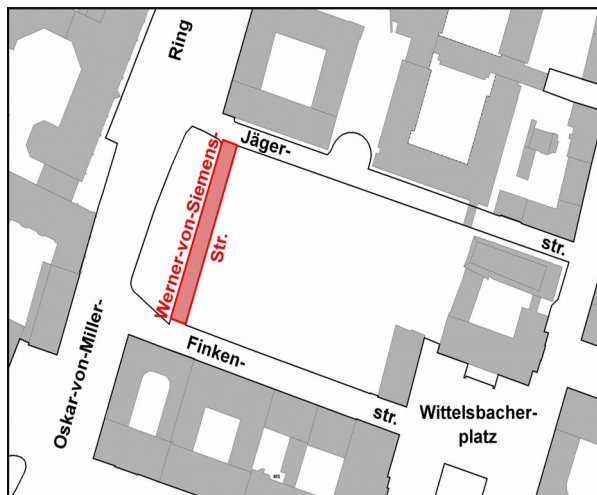 Ring
Jäger-
str.
Werner-von-Siemens-
Str.
Finken-
str.
Oskar-von-Miller-
Wittelsbacher-
platz